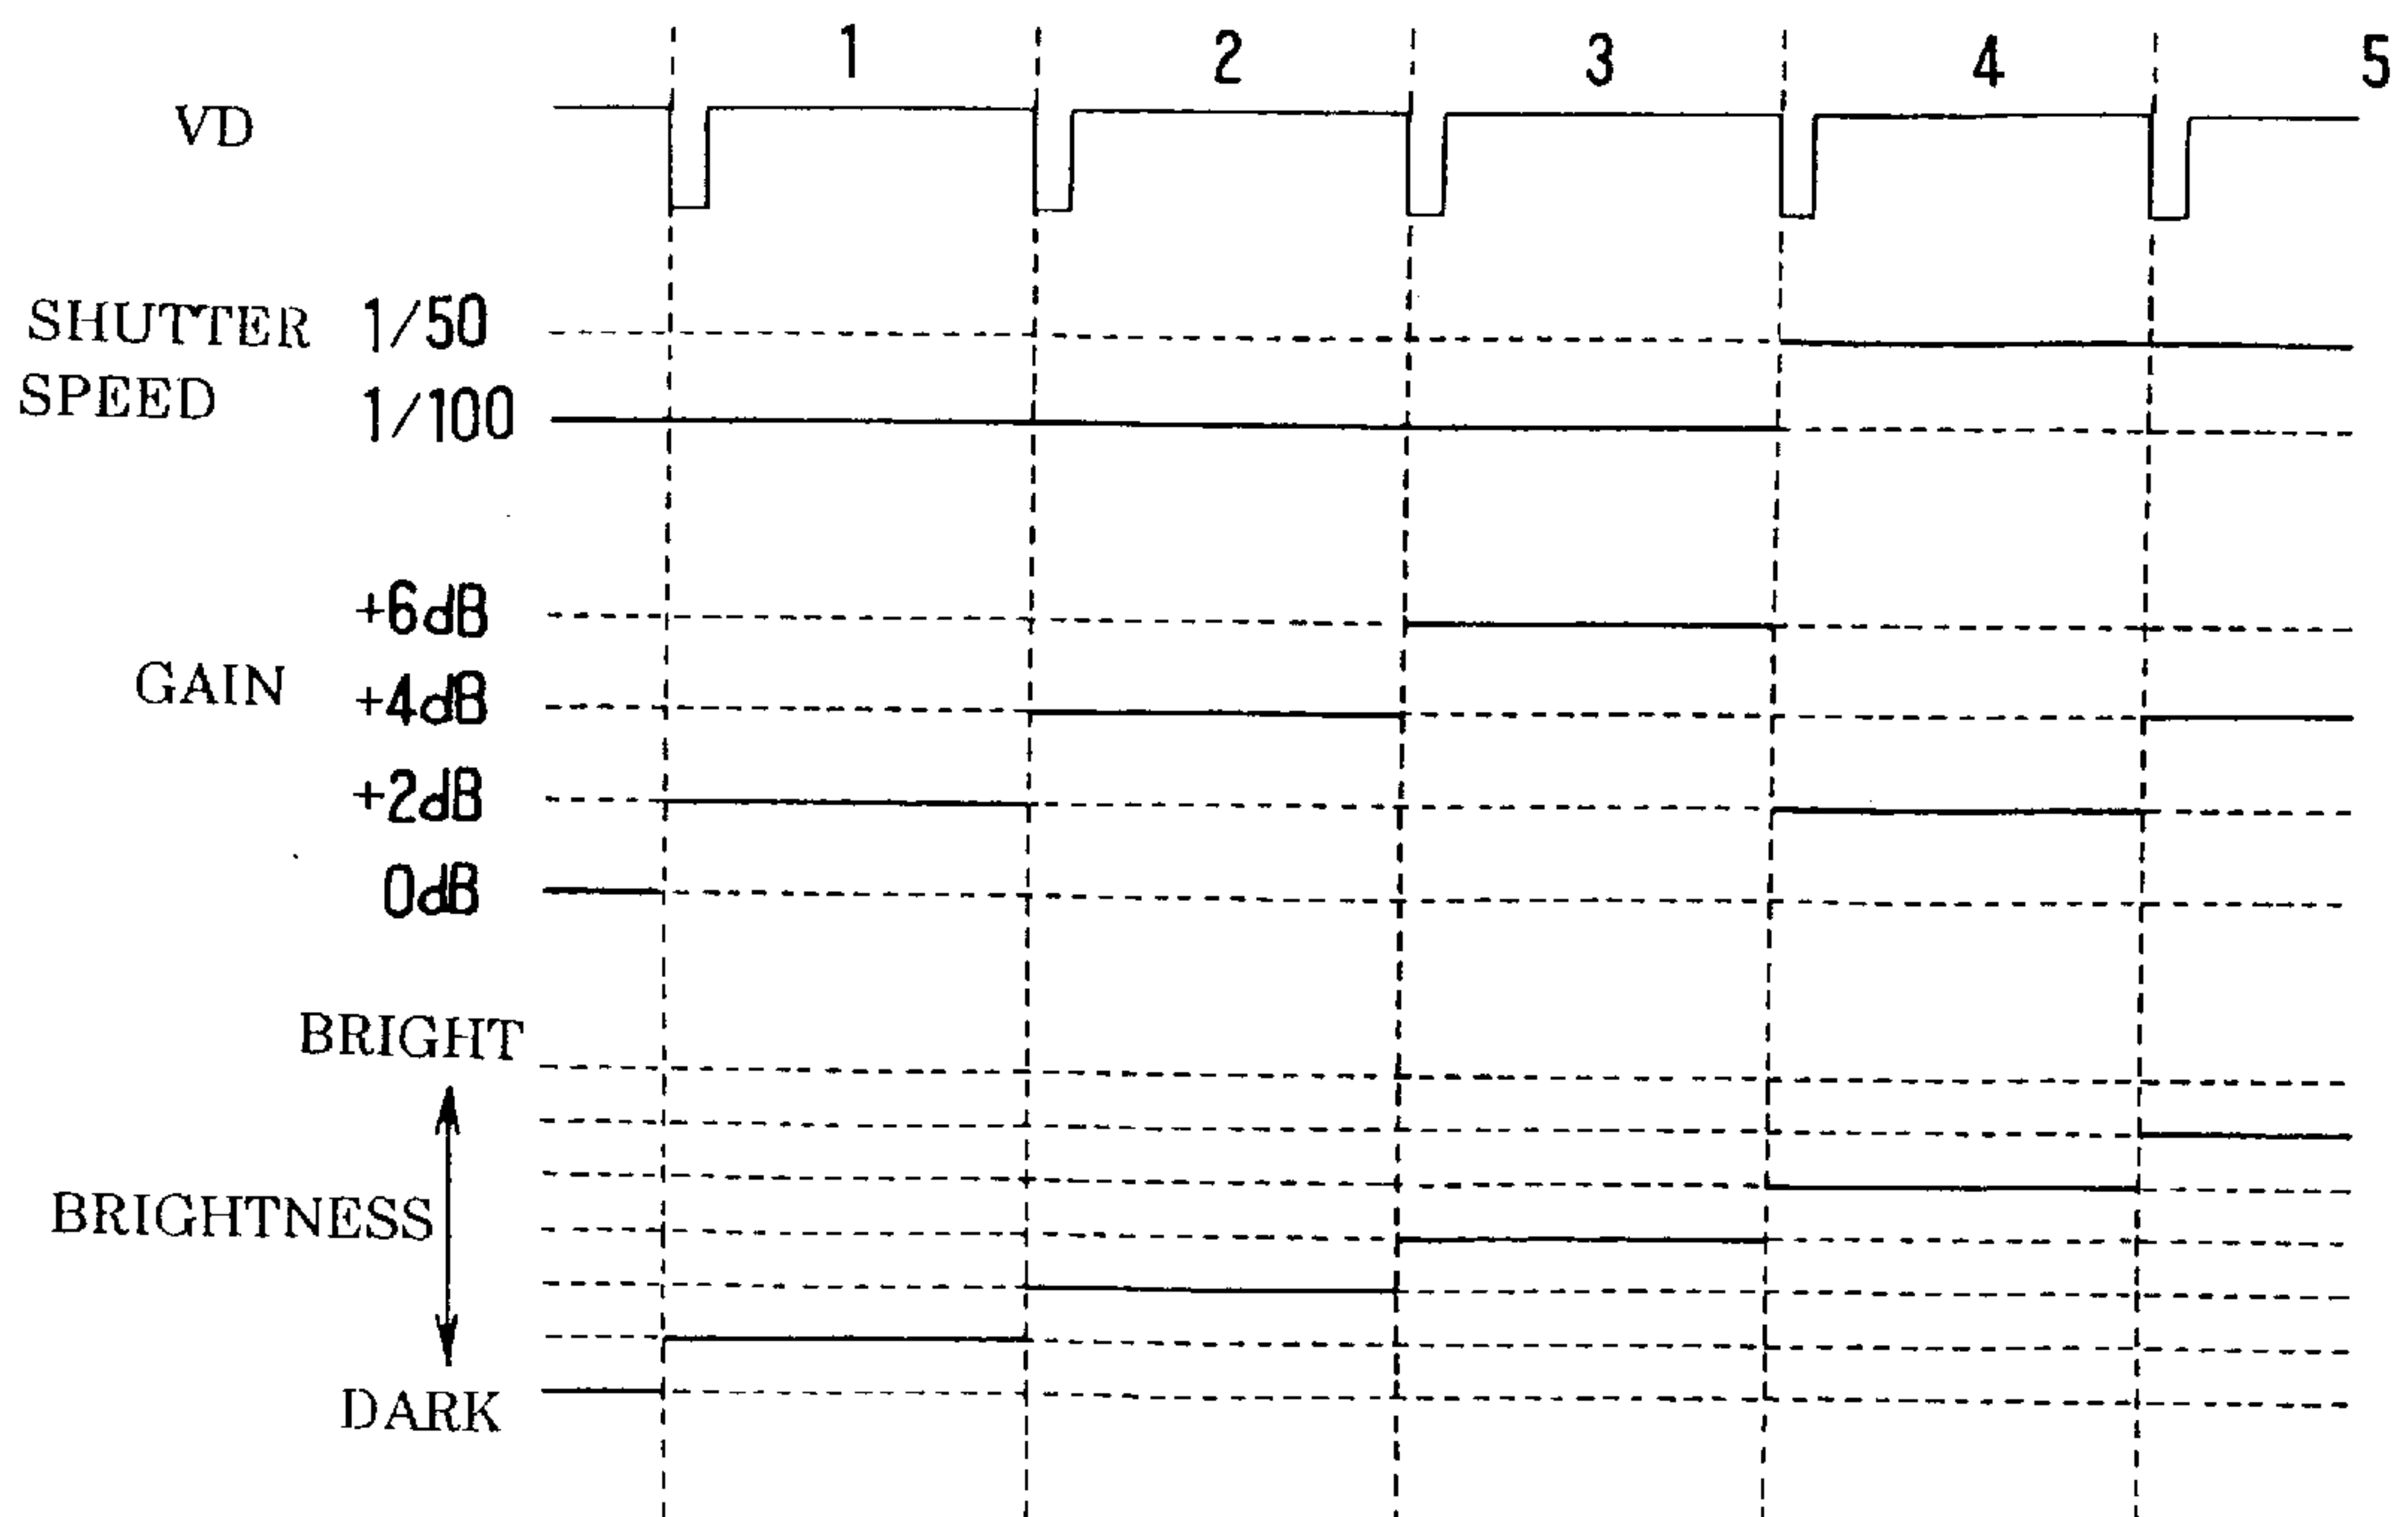 1 2 3 4 5
VD
SHUTTER 1/50
SPEED 1/100
+6dB
GAIN +4dB
+2dB
0dB
BRIGHT
BRIGHTNESS
DARK